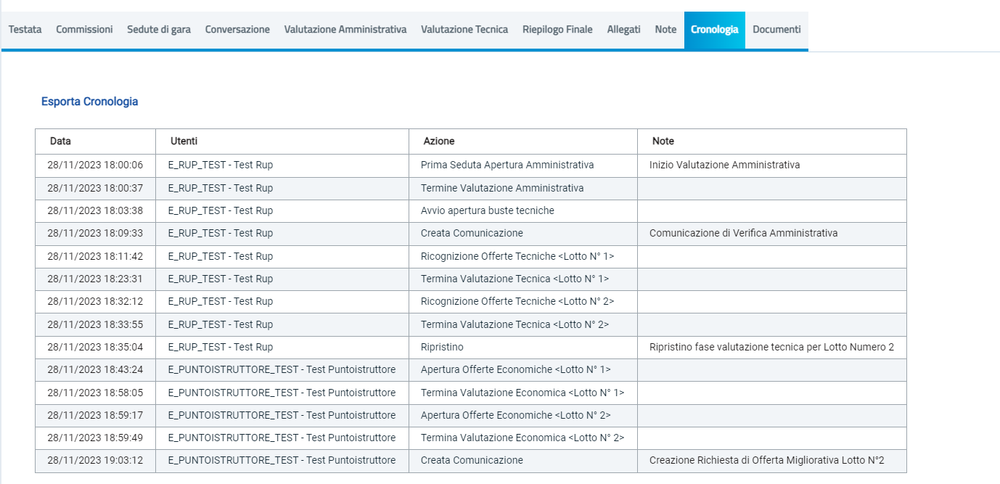 Testata Commissioni Sedute di gara Conversazione Valutazione Amministrativa Valutazione Tecnica Riepilogo Finale Allegati Note Cronologia Documenti
Esporta Cronologia
Data Utenti Azione Note
28/11/2023 18:00:06 E_RUP_TEST - Test Rup Prima Seduta Apertura Amministrativa Inizio Valutazione Amministrativa
28/11/2023 18:00:37 E_RUP_TEST - Test Rup Termine Valutazione Amministrativa
28/11/2023 18:03:38 E_RUP_TEST - Test Rup Avvio apertura buste tecniche
28/11/2023 18:09:33 E_RUP_TEST - Test Rup Creata Comunicazione Comunicazione di Verifica Amministrativa
28/11/2023 18:11:42 E_RUP_TEST - Test Rup Ricognizione Offerte Tecniche <Lotto N° 1>
28/11/2023 18:23:31 E_RUP_TEST - Test Rup Termina Valutazione Tecnica <Lotto N° 1>
28/11/2023 18:32:12 E_RUP_TEST - Test Rup Ricognizione Offerte Tecniche <Lotto N° 2>
28/11/2023 18:33:55 E_RUP_TEST - Test Rup Termina Valutazione Tecnica <Lotto N° 2>
28/11/2023 18:35:04 E_RUP_TEST - Test Rup Ripristino Ripristino fase valutazione tecnica per Lotto Numero 2
28/11/2023 18:43:24 E_PUNTOISTRUTTORE_TEST - Test Puntoistruttore Apertura Offerte Economiche <Lotto N° 1>
28/11/2023 18:58:05 E_PUNTOISTRUTTORE_TEST - Test Puntoistruttore Termina Valutazione Economica <Lotto N° 1>
28/11/2023 18:59:17 E_PUNTOISTRUTTORE_TEST - Test Puntoistruttore Apertura Offerte Economiche <Lotto N° 2>
28/11/2023 18:59:49 E_PUNTOISTRUTTORE_TEST - Test Puntoistruttore Termina Valutazione Economica <Lotto N° 2>
28/11/2023 19:03:12 E_PUNTOISTRUTTORE_TEST - Test Puntoistruttore Creata Comunicazione Creazione Richiesta di Offerta Migliorativa Lotto N°2